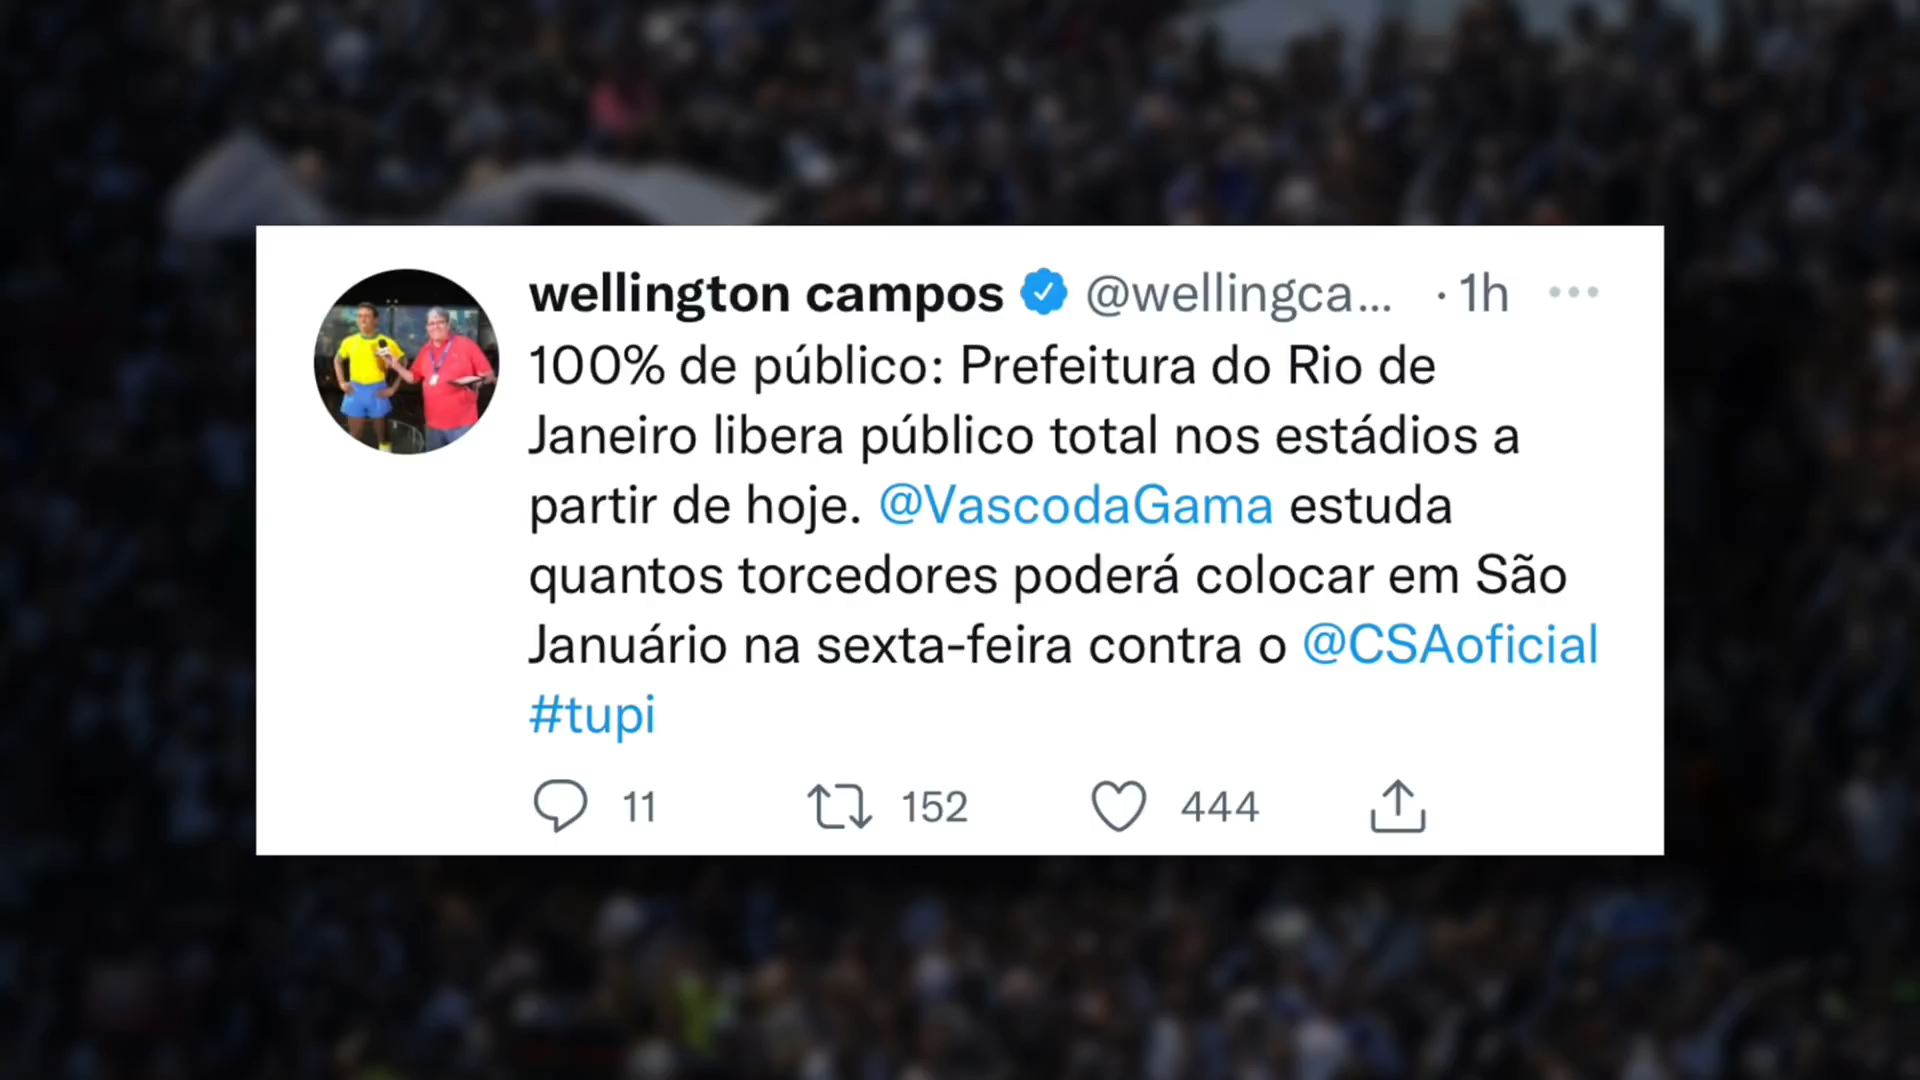 wellington campos @wellingca... · 1h
100% de público: Prefeitura do Rio de
Janeiro libera público total nos estádios a
partir de hoje. @VascodaGama estuda
quantos torcedores poderá colocar em São
Januário na sexta-feira contra o @CSAoficial
#tupi
11 152 444